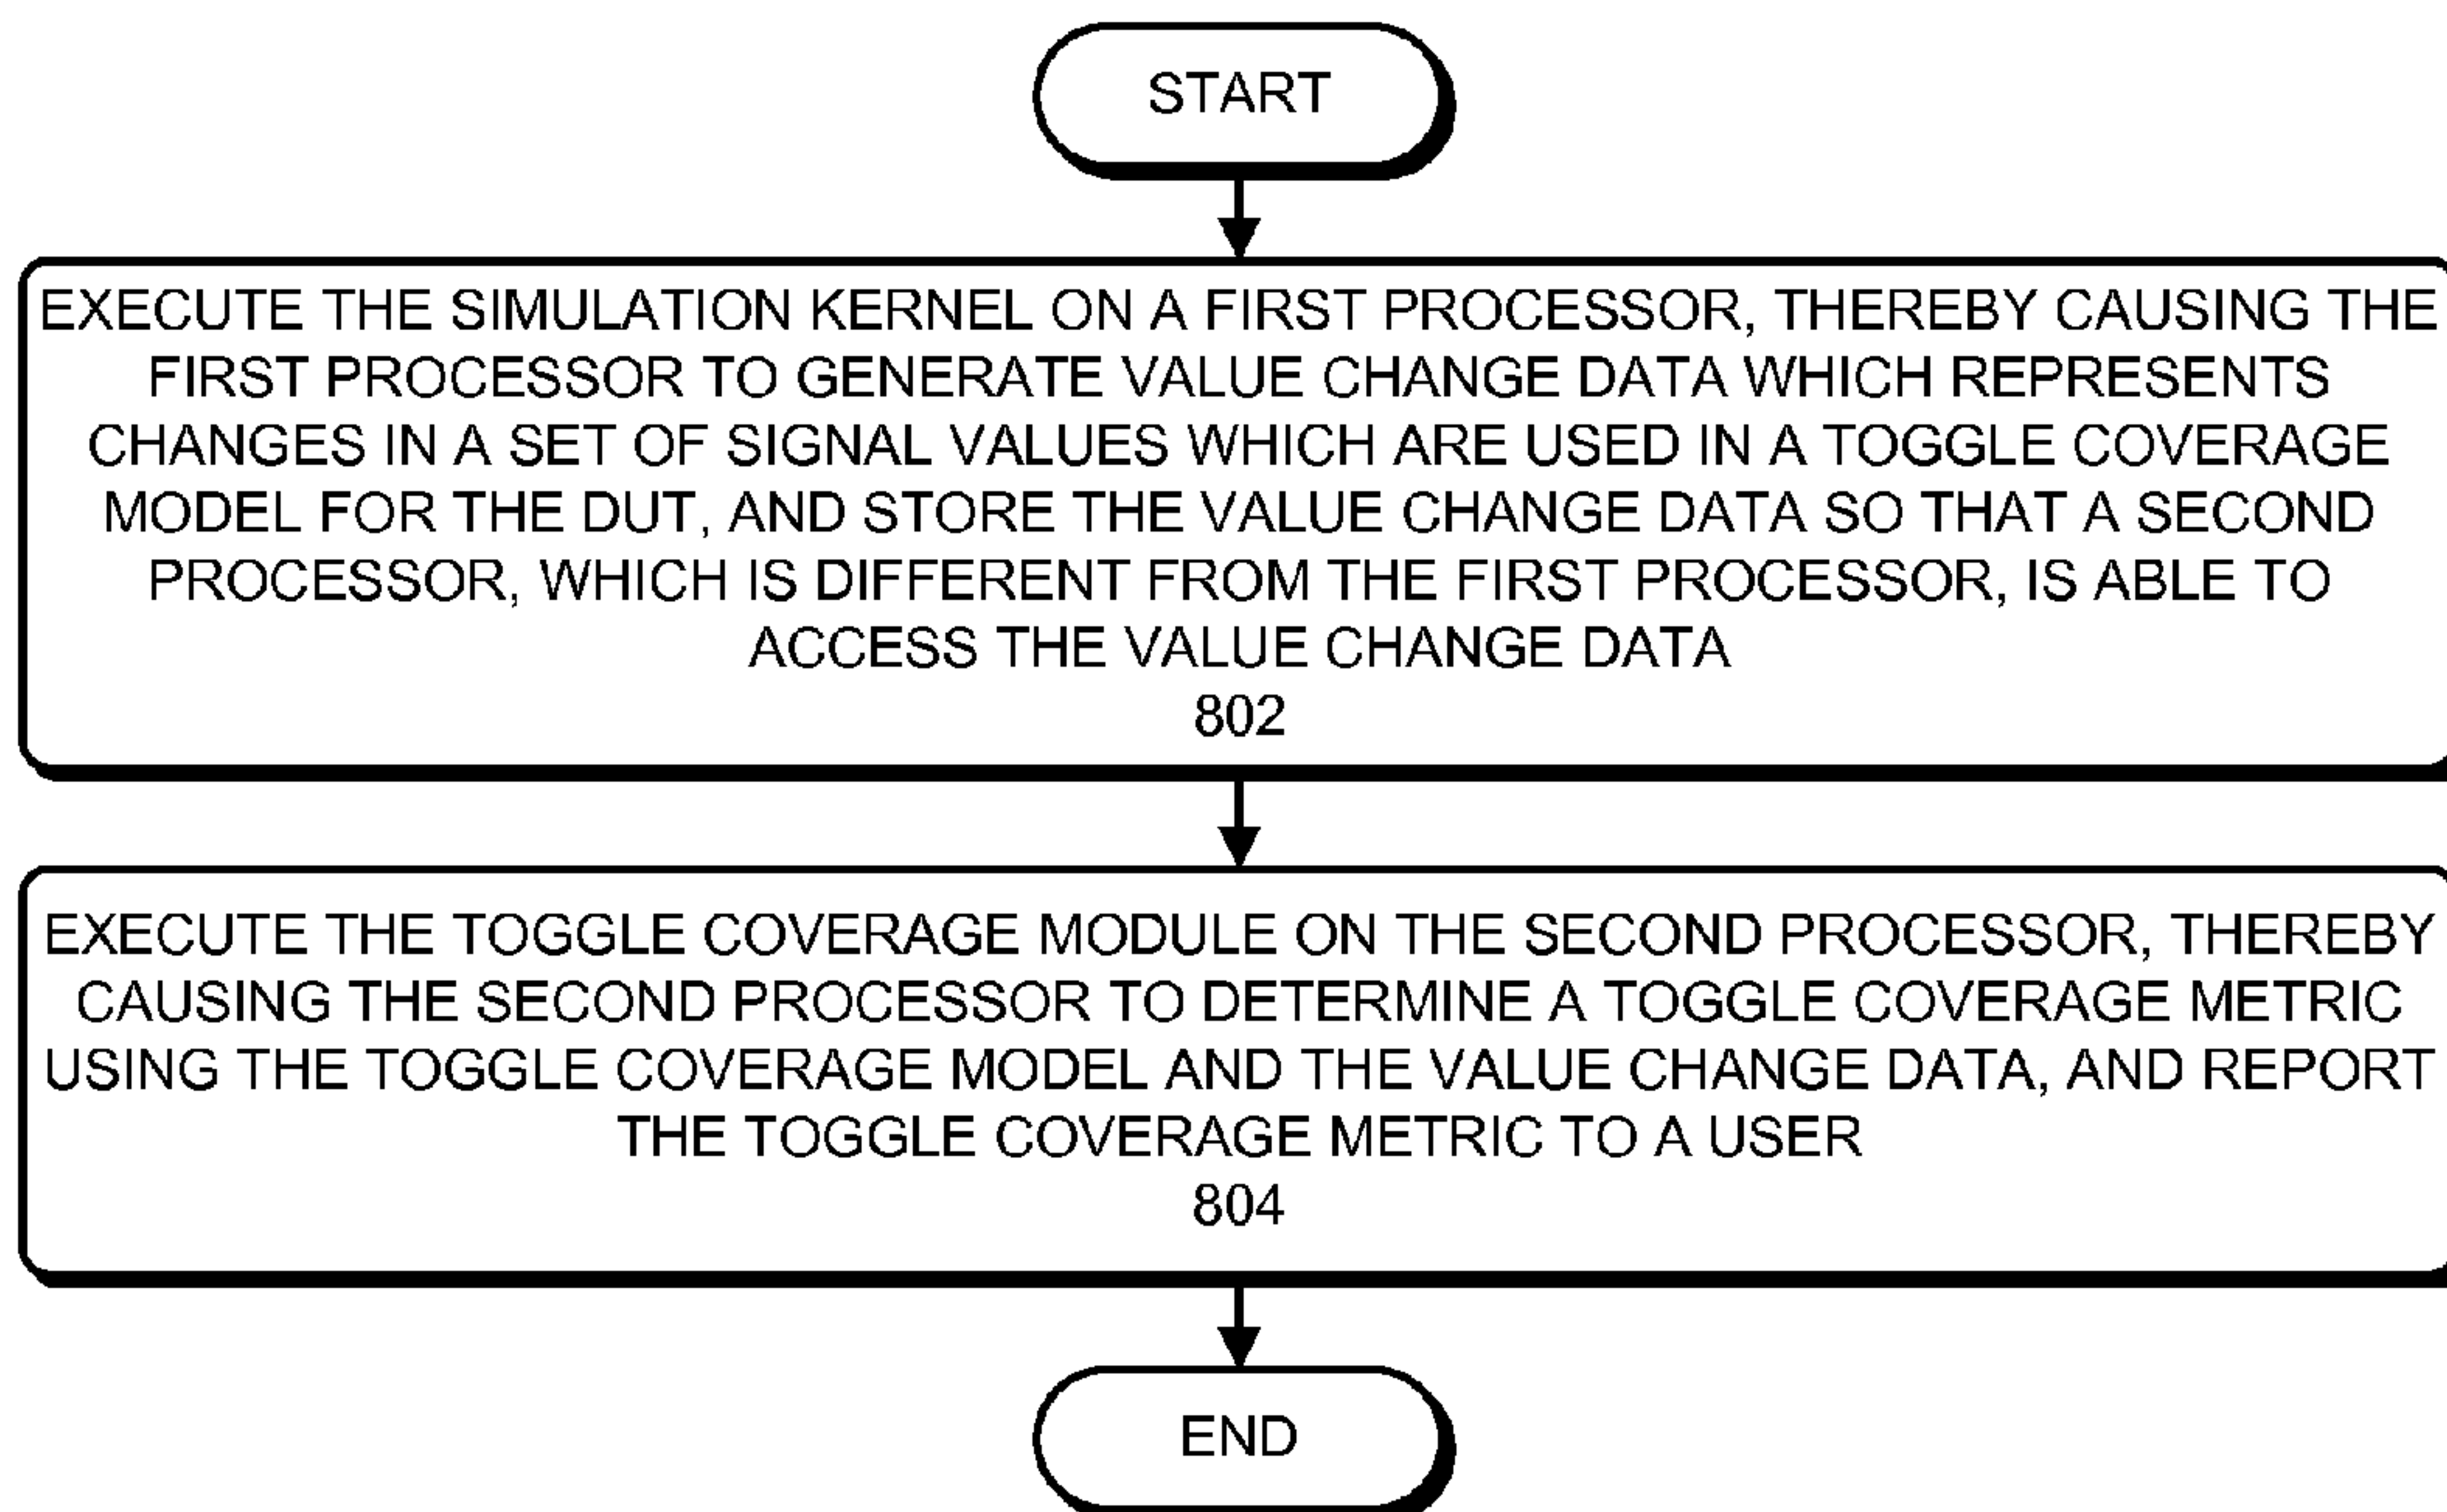 START
EXECUTE THE SIMULATION KERNEL ON A FIRST PROCESSOR, THEREBY CAUSING THE
FIRST PROCESSOR TO GENERATE VALUE CHANGE DATA WHICH REPRESENTS
CHANGES IN A SET OF SIGNAL VALUES WHICH ARE USED IN A TOGGLE COVERAGE
MODEL FOR THE DUT, AND STORE THE VALUE CHANGE DATA SO THAT A SECOND
PROCESSOR, WHICH IS DIFFERENT FROM THE FIRST PROCESSOR, IS ABLE TO
ACCESS THE VALUE CHANGE DATA
802
EXECUTE THE TOGGLE COVERAGE MODULE ON THE SECOND PROCESSOR, THEREBY
CAUSING THE SECOND PROCESSOR TO DETERMINE A TOGGLE COVERAGE METRIC
USING THE TOGGLE COVERAGE MODEL AND THE VALUE CHANGE DATA, AND REPORT
THE TOGGLE COVERAGE METRIC TO A USER
804
END